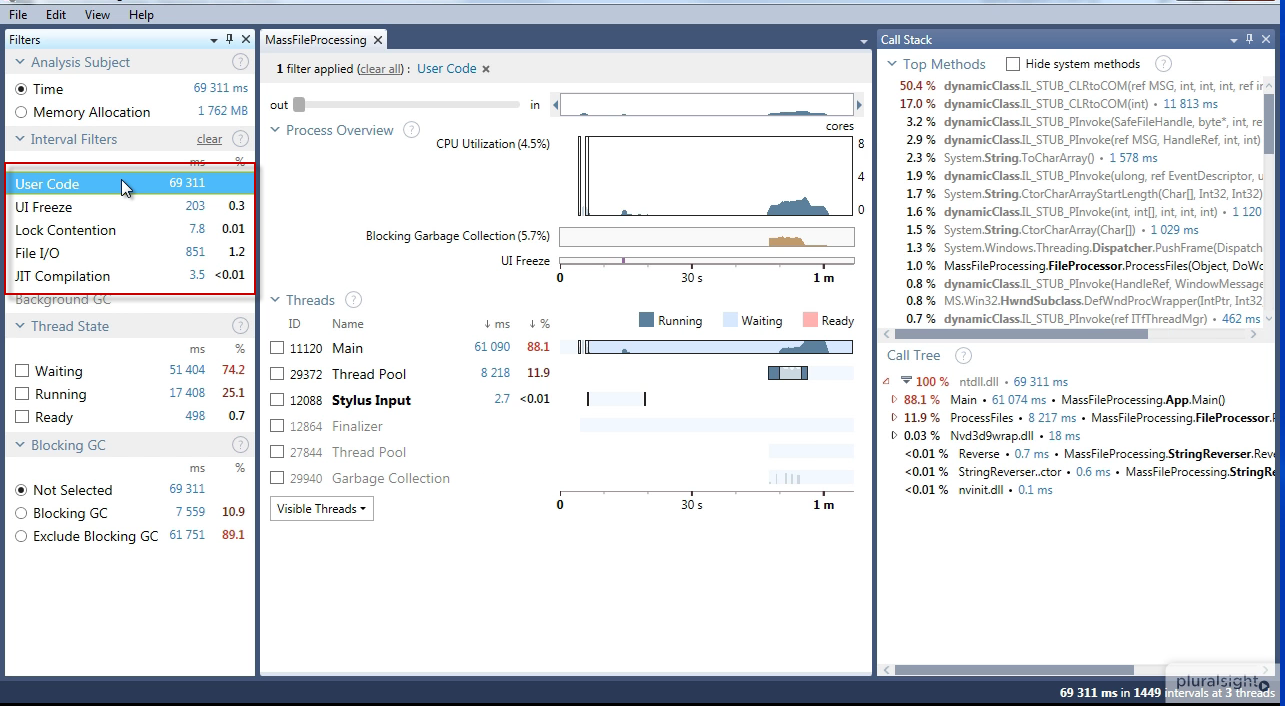 File Edit View Help
Filters
Analysis Subject ?
Time 69 311 ms
Memory Allocation 1 762 MB
Interval Filters clear ?
ms %
User Code 69 311
UI Freeze 203 0.3
Lock Contention 7.8 0.01
File I/O 851 1.2
JIT Compilation 3.5 <0.01
Background GC
Thread State ?
ms %
Waiting 51 404 74.2
Running 17 408 25.1
Ready 498 0.7
Blocking GC ?
ms %
Not Selected 69 311
Blocking GC 7 559 10.9
Exclude Blocking GC 61 751 89.1
MassFileProcessing
1 filter applied (clear all) : User Code
out in
Process Overview ? cores
CPU Utilization (4.5%) 8
4
0
Blocking Garbage Collection (5.7%)
UI Freeze
0 30 s 1 m
Threads ?
Running Waiting Ready
ID Name ↓ ms ↓ %
11120 Main 61 090 88.1
29372 Thread Pool 8 218 11.9
12088 Stylus Input 2.7 <0.01
12864 Finalizer
27844 Thread Pool
29940 Garbage Collection
Visible Threads
0 30 s 1 m
Call Stack
Top Methods Hide system methods ?
50.4 % dynamicClass.IL_STUB_CLRtoCOM(ref MSG, int, int, int, ref ir
17.0 % dynamicClass.IL_STUB_CLRtoCOM(int) • 11 813 ms
3.2 % dynamicClass.IL_STUB_PInvoke(SafeFileHandle, byte*, int, re
2.9 % dynamicClass.IL_STUB_PInvoke(ref MSG, HandleRef, int, int)
2.3 % System.String.ToCharArray() • 1 578 ms
1.9 % dynamicClass.IL_STUB_PInvoke(ulong, ref EventDescriptor, u
1.7 % System.String.CtorCharArrayStartLength(Char[], Int32, Int32)
1.6 % dynamicClass.IL_STUB_PInvoke(int, int[], int, int, int) • 1 120
1.5 % System.String.CtorCharArray(Char[]) • 1 029 ms
1.3 % System.Windows.Threading.Dispatcher.PushFrame(Dispatch
1.0 % MassFileProcessing.FileProcessor.ProcessFiles(Object, DoWo
0.8 % dynamicClass.IL_STUB_PInvoke(HandleRef, WindowMessage
0.8 % MS.Win32.HwndSubclass.DefWndProcWrapper(IntPtr, Int32
0.7 % dynamicClass.IL_STUB_PInvoke(ref ITfThreadMgr) • 462 ms
Call Tree ?
100 % ntdll.dll • 69 311 ms
88.1 % Main • 61 074 ms • MassFileProcessing.App.Main()
11.9 % ProcessFiles • 8 217 ms • MassFileProcessing.FileProcessor.P
0.03 % Nvd3d9wrap.dll • 18 ms
<0.01 % Reverse • 0.7 ms • MassFileProcessing.StringReverser.Reve
<0.01 % StringReverser..ctor • 0.6 ms • MassFileProcessing.StringRe
<0.01 % nvinit.dll • 0.1 ms
pluralsight
69 311 ms in 1449 intervals at 3 threads